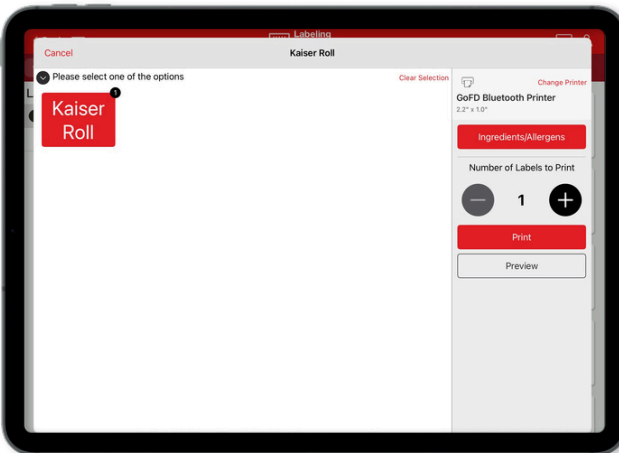 Labeling
Cancel
Kaiser Roll
Please select one of the options
Clear Selection
Change Printer
GoFD Bluetooth Printer
2.2" x 1.0"
Kaiser
Roll
1
Ingredients/Allergens
Number of Labels to Print
1
Print
Preview
L